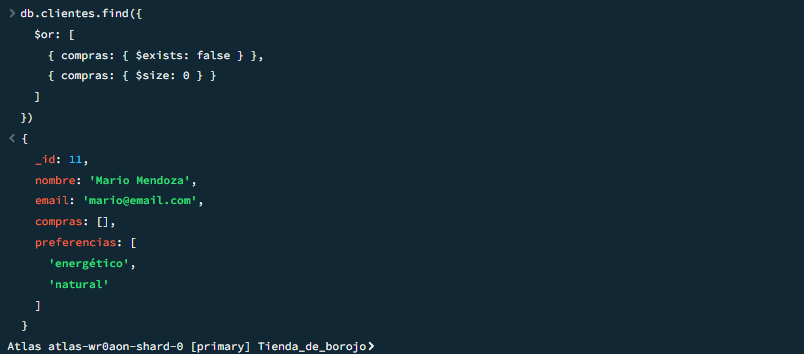 > db.clientes.find({
$or: [
{ compras: { $exists: false } },
{ compras: { $size: 0 } }
]
})
< {
_id: 11,
nombre: 'Mario Mendoza',
email: 'mario@email.com',
compras: [],
preferencias: [
'energético',
'natural'
]
}
Atlas atlas-wr0aon-shard-0 [primary] Tienda_de_borojo>